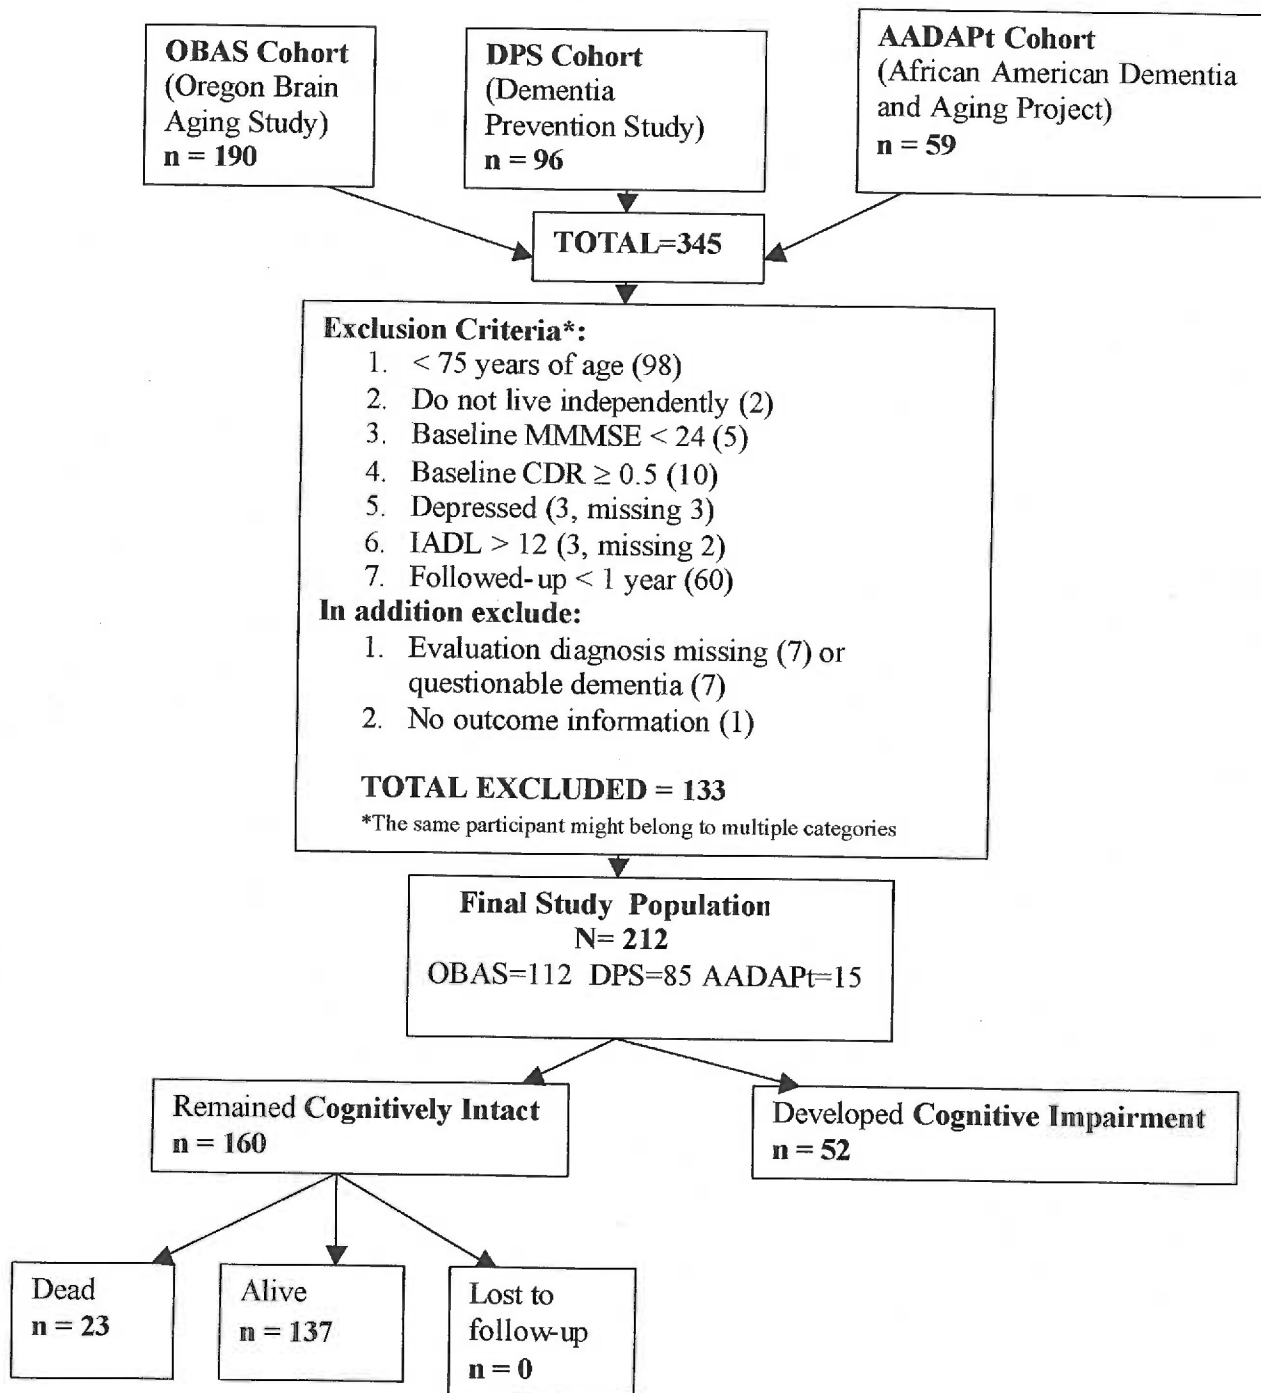 OBAS Cohort
(Oregon Brain
Aging Study)
n = 190
DPS Cohort
(Dementia
Prevention Study)
n = 96
AADAPt Cohort
(African American Dementia
and Aging Project)
n = 59
TOTAL=345
Exclusion Criteria*:
1. < 75 years of age (98)
2. Do not live independently (2)
3. Baseline MMMSE < 24 (5)
4. Baseline CDR ≥ 0.5 (10)
5. Depressed (3, missing 3)
6. IADL > 12 (3, missing 2)
7. Followed-up < 1 year (60)
In addition exclude:
1. Evaluation diagnosis missing (7) or
questionable dementia (7)
2. No outcome information (1)
TOTAL EXCLUDED = 133
*The same participant might belong to multiple categories
Final Study Population
N= 212
OBAS=112 DPS=85 AADAPt=15
Remained Cognitively Intact
n = 160
Developed Cognitive Impairment
n = 52
Dead
n = 23
Alive
n = 137
Lost to
follow-up
n = 0